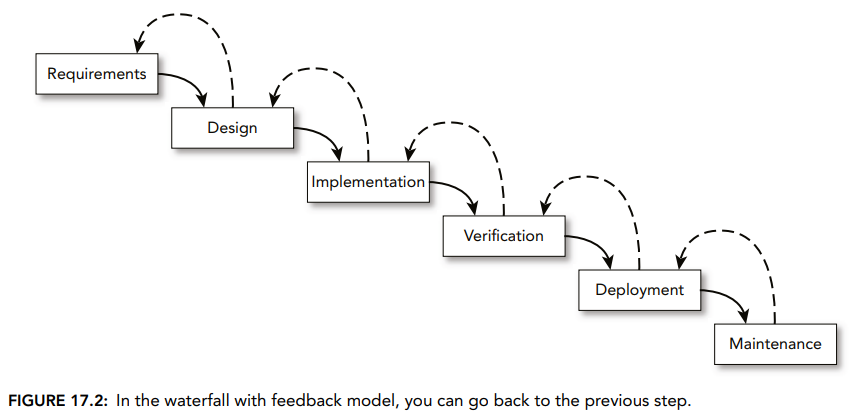 Requirements
Design
Implementation
Verification
Deployment
Maintenance
FIGURE 17.2: In the waterfall with feedback model, you can go back to the previous step.